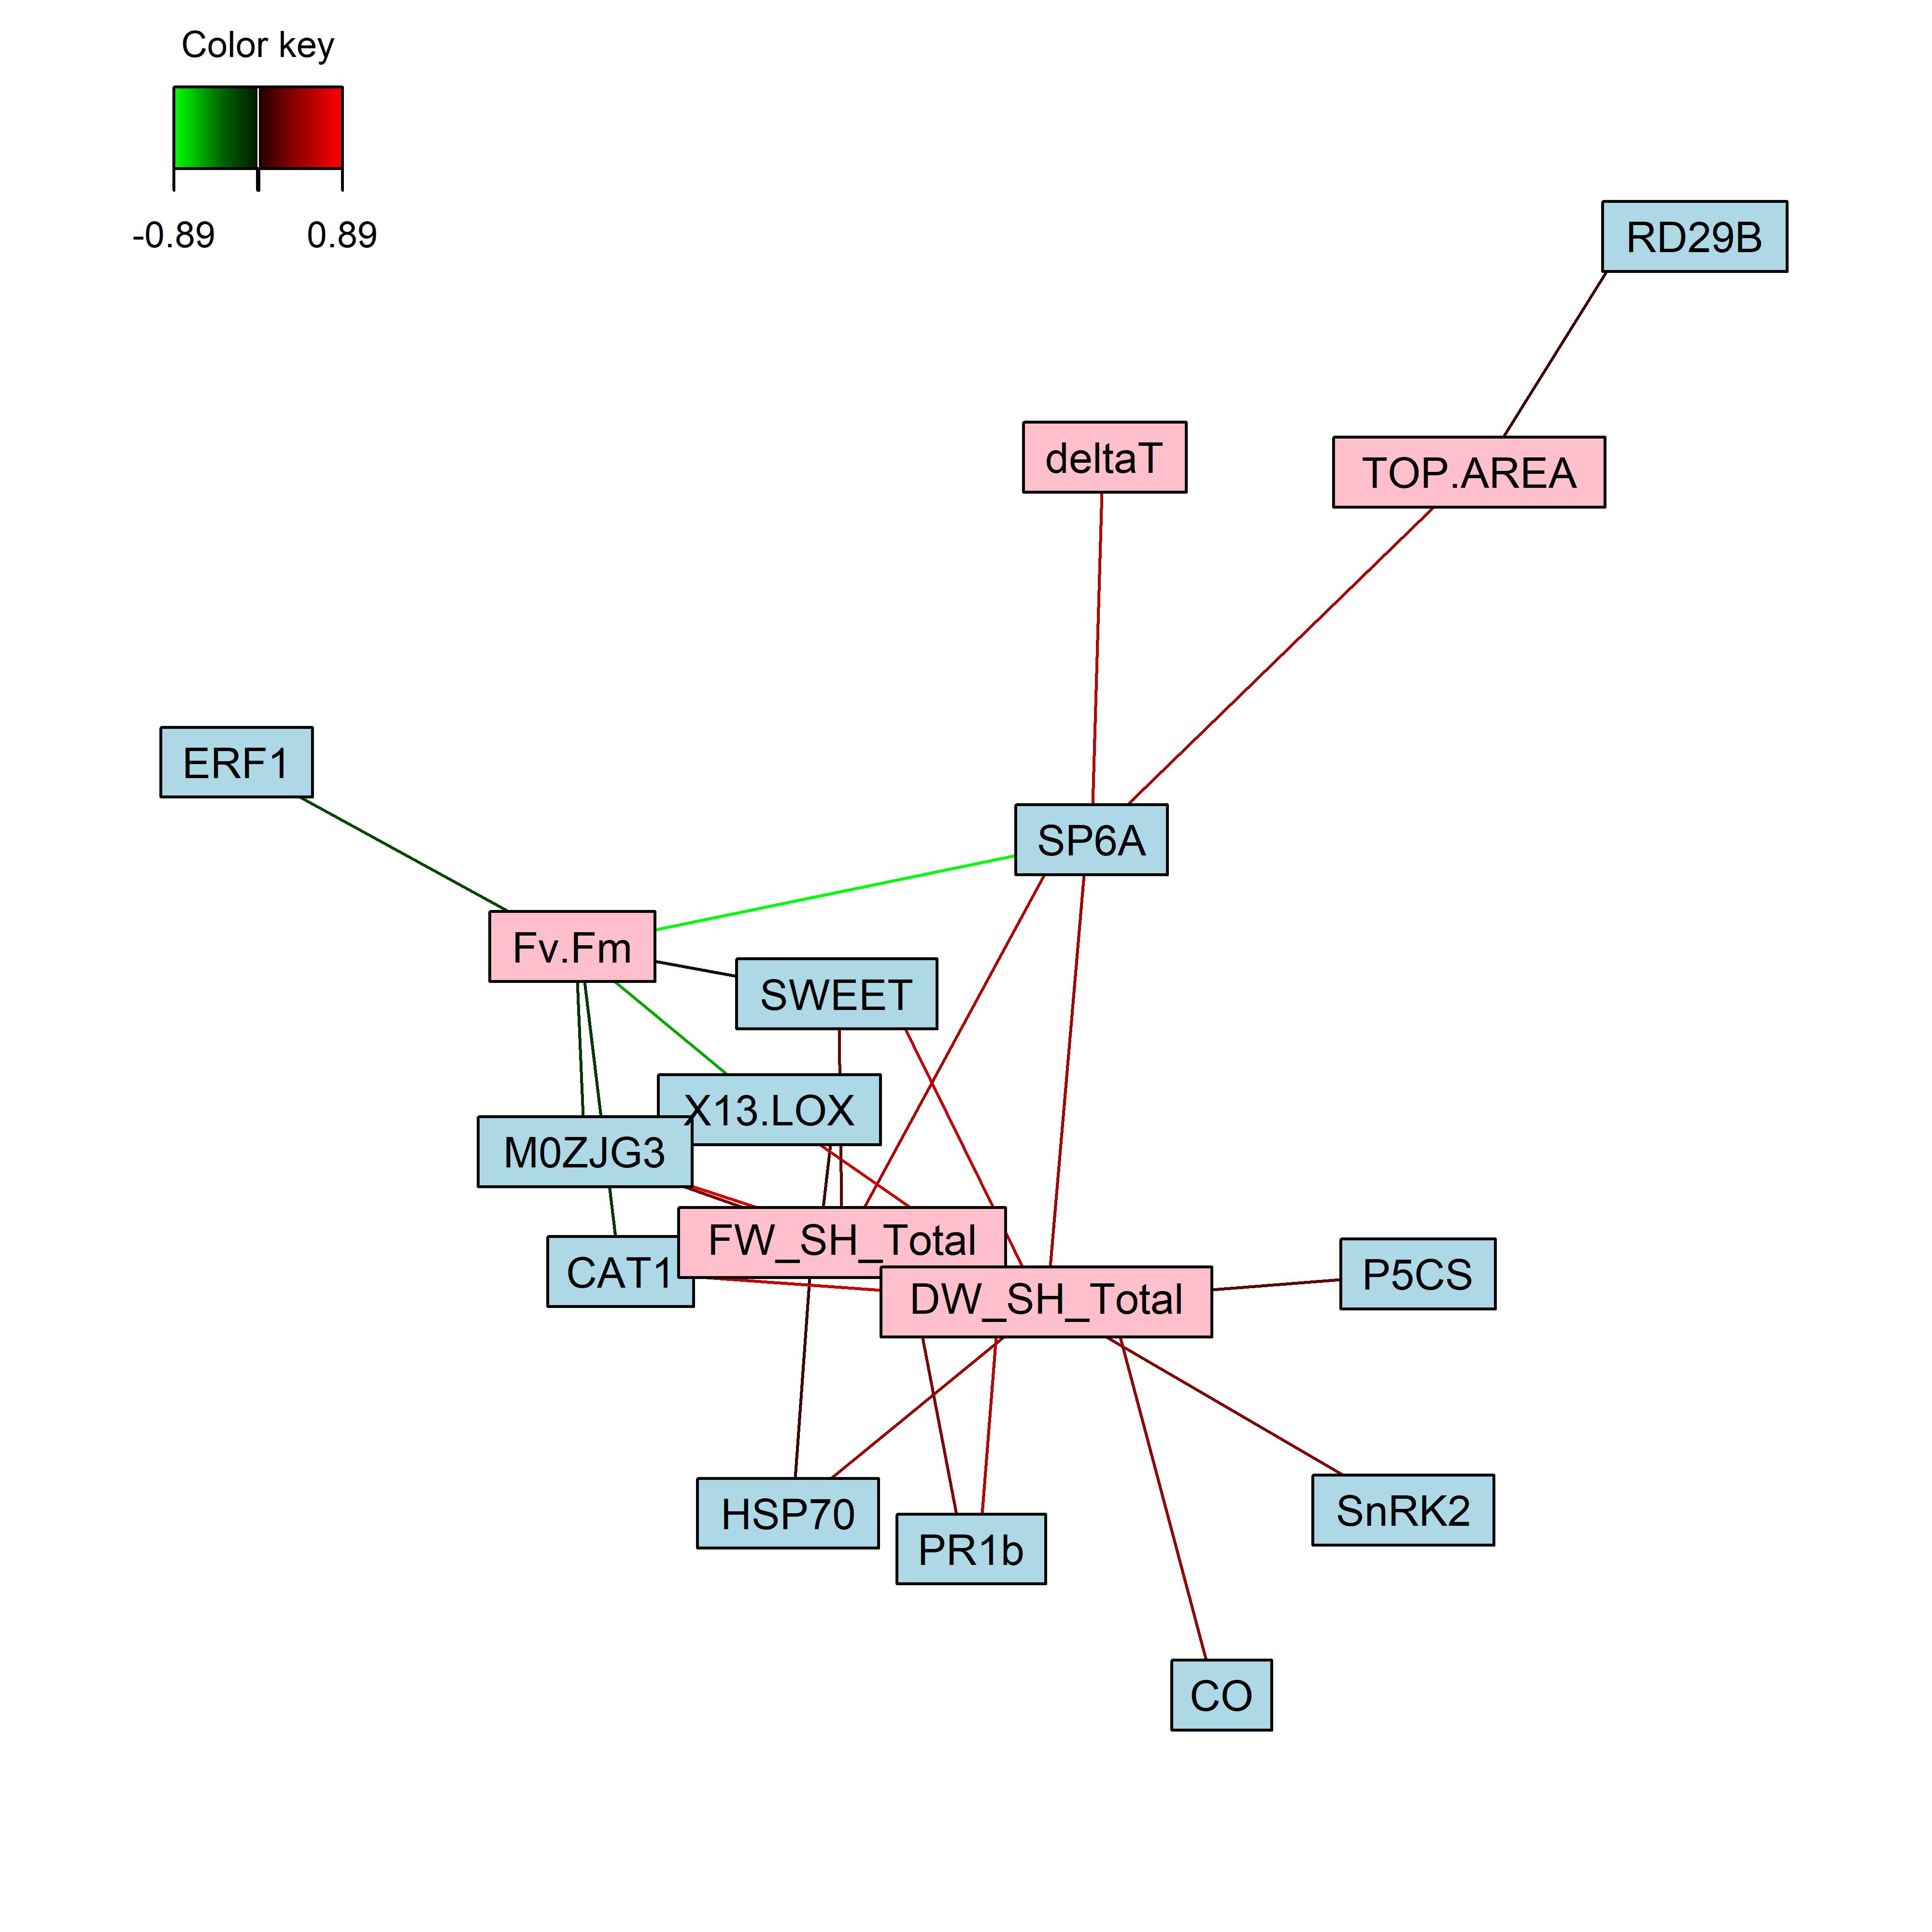 Color key
-0.89 0.89
RD29B
deltaT
TOP.AREA
ERF1
SP6A
Fv.Fm
SWEET
X13.LOX
M0ZJG3
FW_SH_Total
CAT1
DW_SH_Total
P5CS
HSP70
SnRK2
PR1b
CO